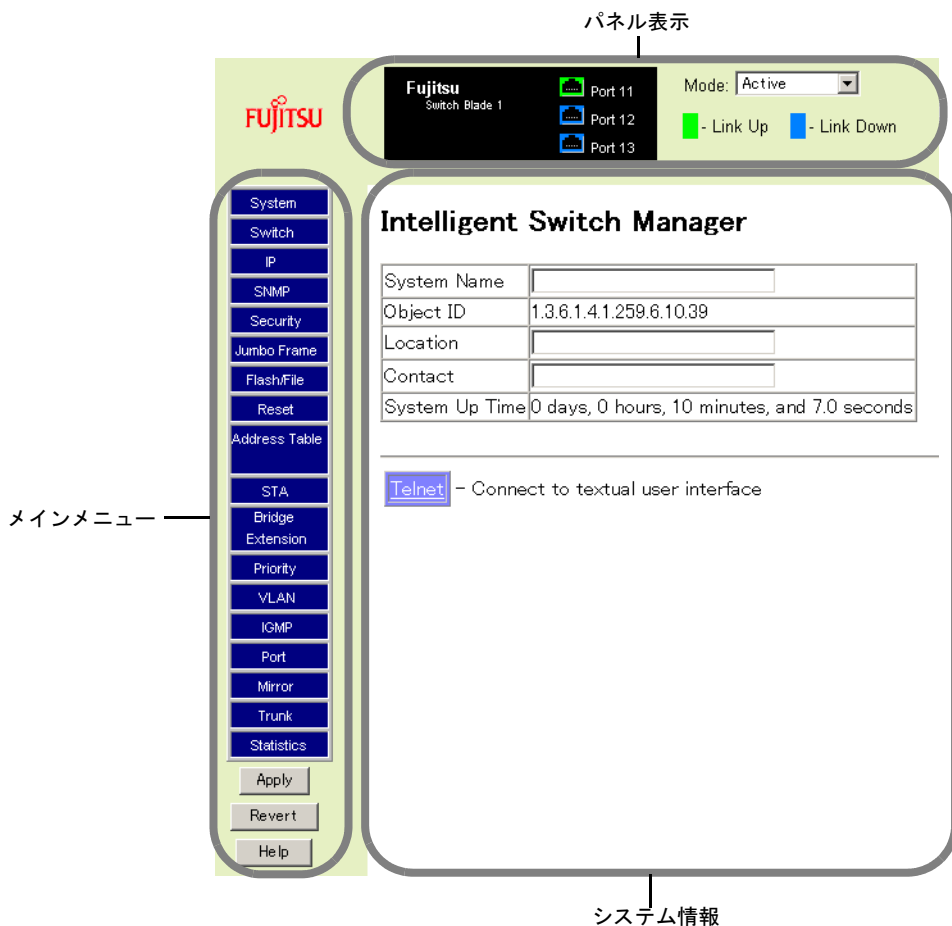 パネル表示
FUJITSU
Fujitsu
Switch Blade 1
Port 11
Port 12
Port 13
Mode: Active
- Link Up - Link Down
System
Switch
IP
SNMP
Security
Jumbo Frame
Flash/File
Reset
Address Table
STA
Bridge
Extension
Priority
VLAN
IGMP
Port
Mirror
Trunk
Statistics
Apply
Revert
Help
メインメニュー
Intelligent Switch Manager
System Name
Object ID 1.3.6.1.4.1.259.6.10.39
Location
Contact
System Up Time 0 days, 0 hours, 10 minutes, and 7.0 seconds
Telnet - Connect to textual user interface
システム情報